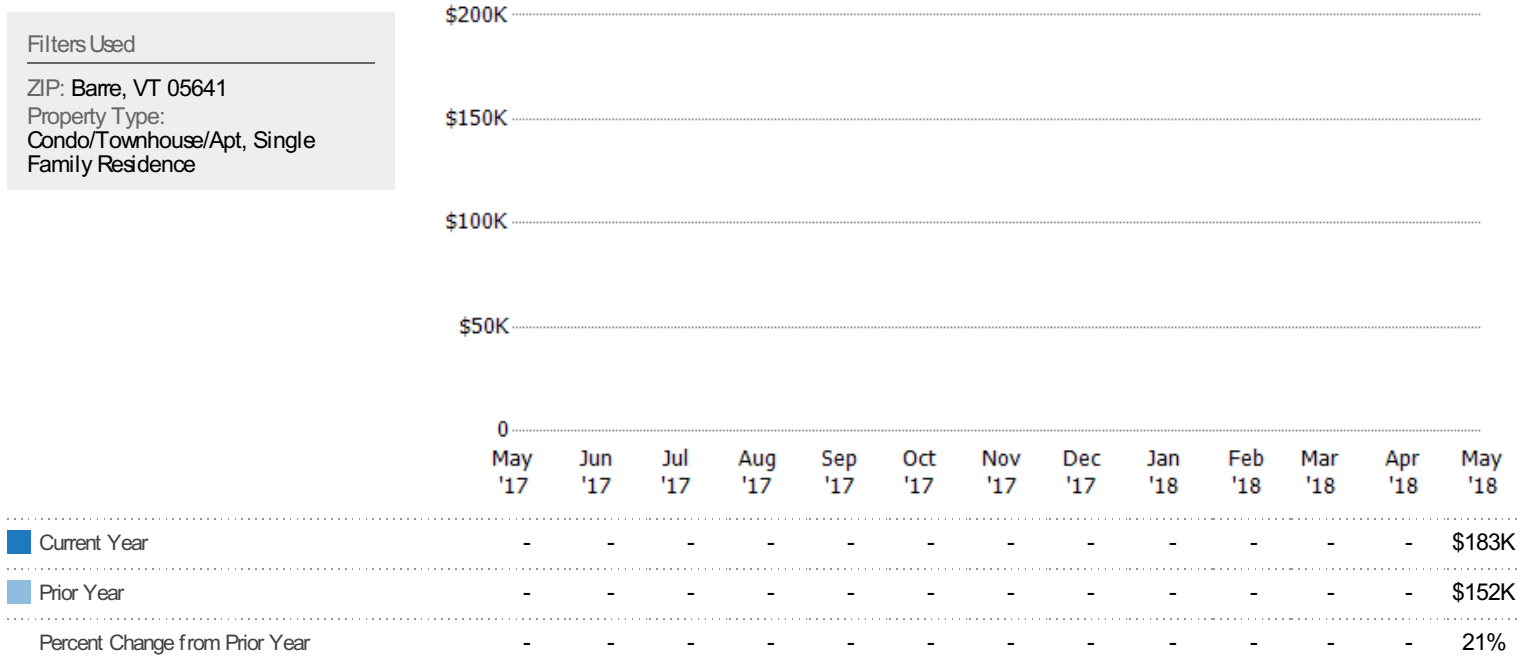 Filters Used
ZIP: Barre, VT 05641
Property Type:
Condo/Townhouse/Apt, Single
Family Residence
$200K
$150K
$100K
$50K
0
May Jun Jul Aug Sep Oct Nov Dec Jan Feb Mar Apr May
'17 '17 '17 '17 '17 '17 '17 '17 '18 '18 '18 '18 '18
Current Year - - - - - - - - - - - - $183K
Prior Year - - - - - - - - - - - - $152K
Percent Change from Prior Year - - - - - - - - - - - - 21%